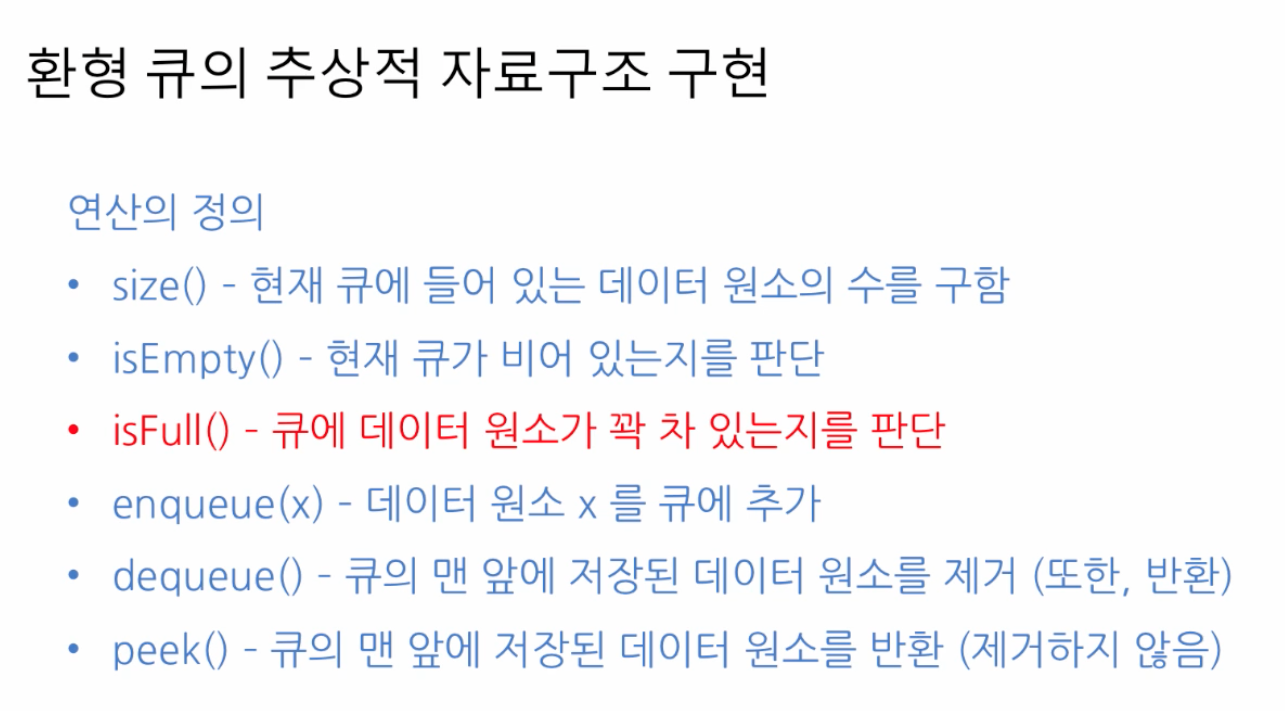 환형 큐의 추상적 자료구조 구현
연산의 정의
• size() - 현재 큐에 들어 있는 데이터 원소의 수를 구함
• isEmpty() - 현재 큐가 비어 있는지를 판단
• isFull() - 큐에 데이터 원소가 꽉 차 있는지를 판단
• enqueue(x) - 데이터 원소 x 를 큐에 추가
• dequeue() - 큐의 맨 앞에 저장된 데이터 원소를 제거 (또한, 반환)
• peek() - 큐의 맨 앞에 저장된 데이터 원소를 반환 (제거하지 않음)